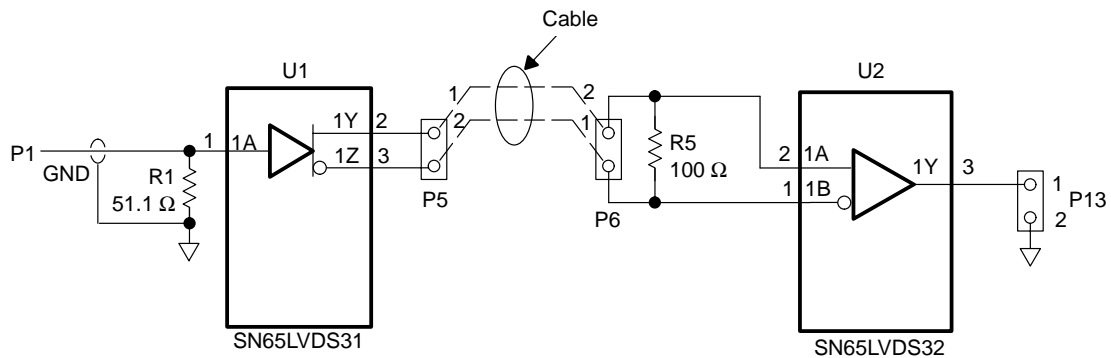 Cable
U1
U2
1
2
1Y
2
2
1
1
1A
1Z
3
P1
GND
R1
51.1 Ω
P5
R5
100 Ω
P6
2
1A
1
1B
1Y
3
1
2
P13
SN65LVDS31
SN65LVDS32